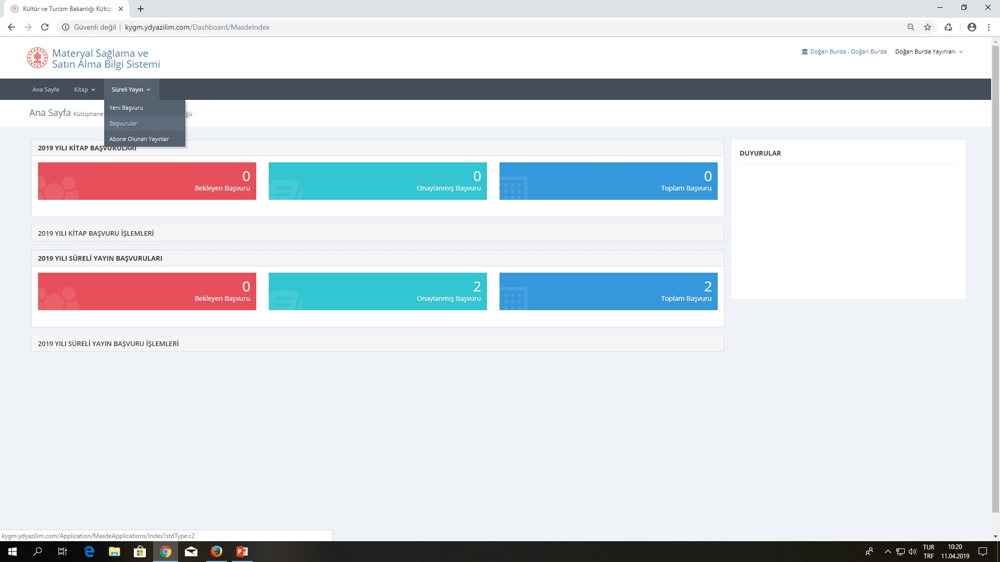 Kültür ve Turizm Bakanlığı Kütüp
Güvenli değil
kygm.ydyazilim.com/Dashboard/MasdeIndex
Materyal Sağlama ve
Satın Alma Bilgi Sistemi
Doğan Burda - Doğan Burda
Doğan Burda Yayınları
Ana Sayfa
Kitap
Süreli Yayın
Yeni Başvuru
Başvurular
Abone Olunan Yayınlar
Ana Sayfa Kütüphane
ğü
2019 YILI KİTAP BAŞVURULARI
0
Bekleyen Başvuru
0
Onaylanmış Başvuru
0
Toplam Başvuru
DUYURULAR
2019 YILI KİTAP BAŞVURU İŞLEMLERİ
2019 YILI SÜRELİ YAYIN BAŞVURULARI
0
Bekleyen Başvuru
2
Onaylanmış Başvuru
2
Toplam Başvuru
2019 YILI SÜRELİ YAYIN BAŞVURU İŞLEMLERİ
kygm.ydyazilim.com/Application/MasdeApplications/Index?stdType=2
TUR
TRF
10:20
11.04.2019